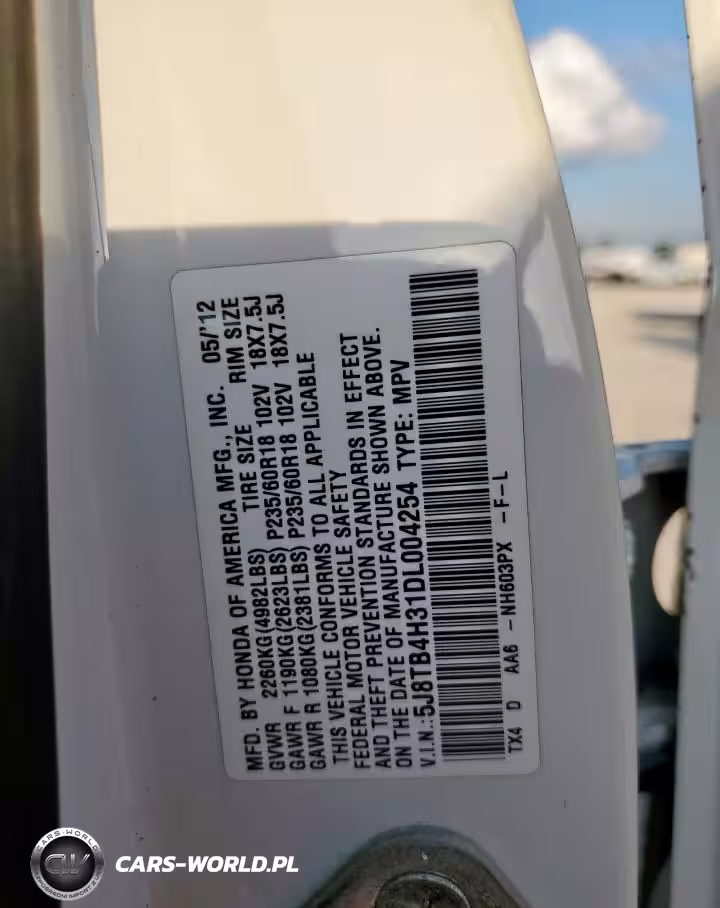 MFD. BY HONDA OF AMERICA MFG., INC. 05/12
GVWR 2260KG(4982LBS) TIRE SIZE RIM SIZE
GAWR F 1190KG(2623LBS) P235/60R18 102V 18X7.5J
GAWR R 1080KG(2381LBS) P235/60R18 102V 18X7.5J
THIS VEHICLE CONFORMS TO ALL APPLICABLE
FEDERAL MOTOR VEHICLE SAFETY
AND THEFT PREVENTION STANDARDS IN EFFECT
ON THE DATE OF MANUFACTURE SHOWN ABOVE.
V.I.N.: 5J8TB4H31DL004254 TYPE: MPV
TX4 D AA6 -NH603PX -F-L
CARS-WORLD
CW
CARS-WORLD.PL